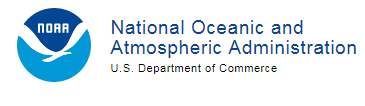 NOAA
National Oceanic and
Atmospheric Administration
U.S. Department of Commerce